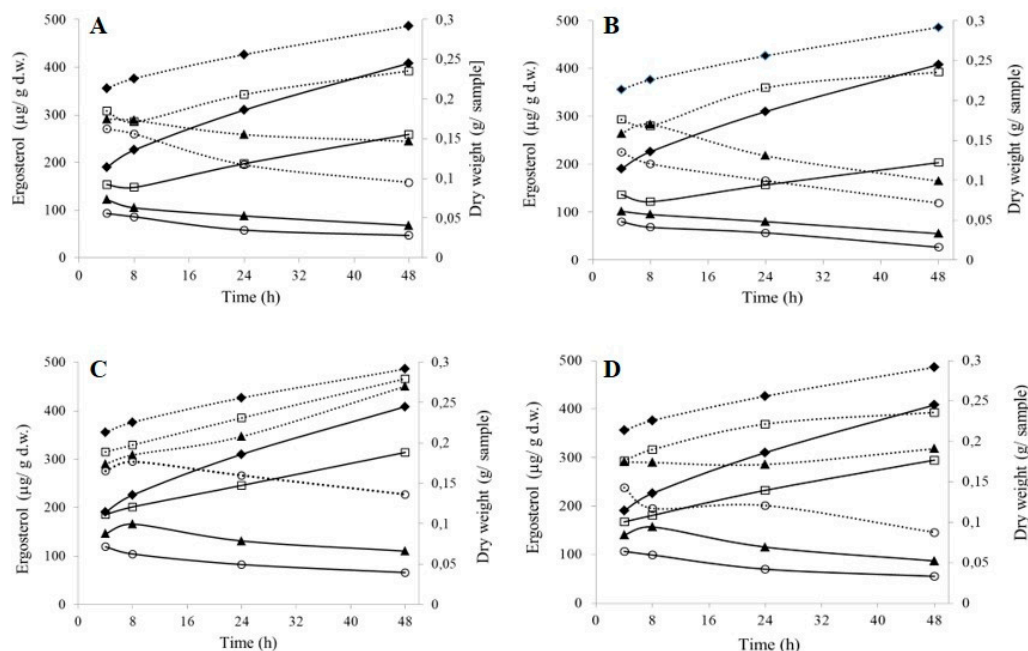 A
500
400
300
200
100
0
Ergosterol (µg/ g d.w.)
0,3
0,25
0,2
0,15
0,1
0,05
0
Dry weight (g/ sample]
0 8 16 24 32 40 48
Time (h)
B
500
400
300
200
100
0
Ergosterol (µg/ g d.w.)
0,3
0,25
0,2
0,15
0,1
0,05
0
Dry weight (g/ sample)
0 8 16 24 32 40 48
Time (h)
C
500
400
300
200
100
0
Ergosterol (µg/ g d.w.)
0,3
0,25
0,2
0,15
0,1
0,05
0
Dry weight (g/ sample)
0 8 16 24 32 40 48
Time (h)
D
500
400
300
200
100
0
Ergosterol (µg/ g d.w.)
0,3
0,25
0,2
0,15
0,1
0,05
0
Dry weight (g/ sample)
0 8 16 24 32 40 48
Time (h)